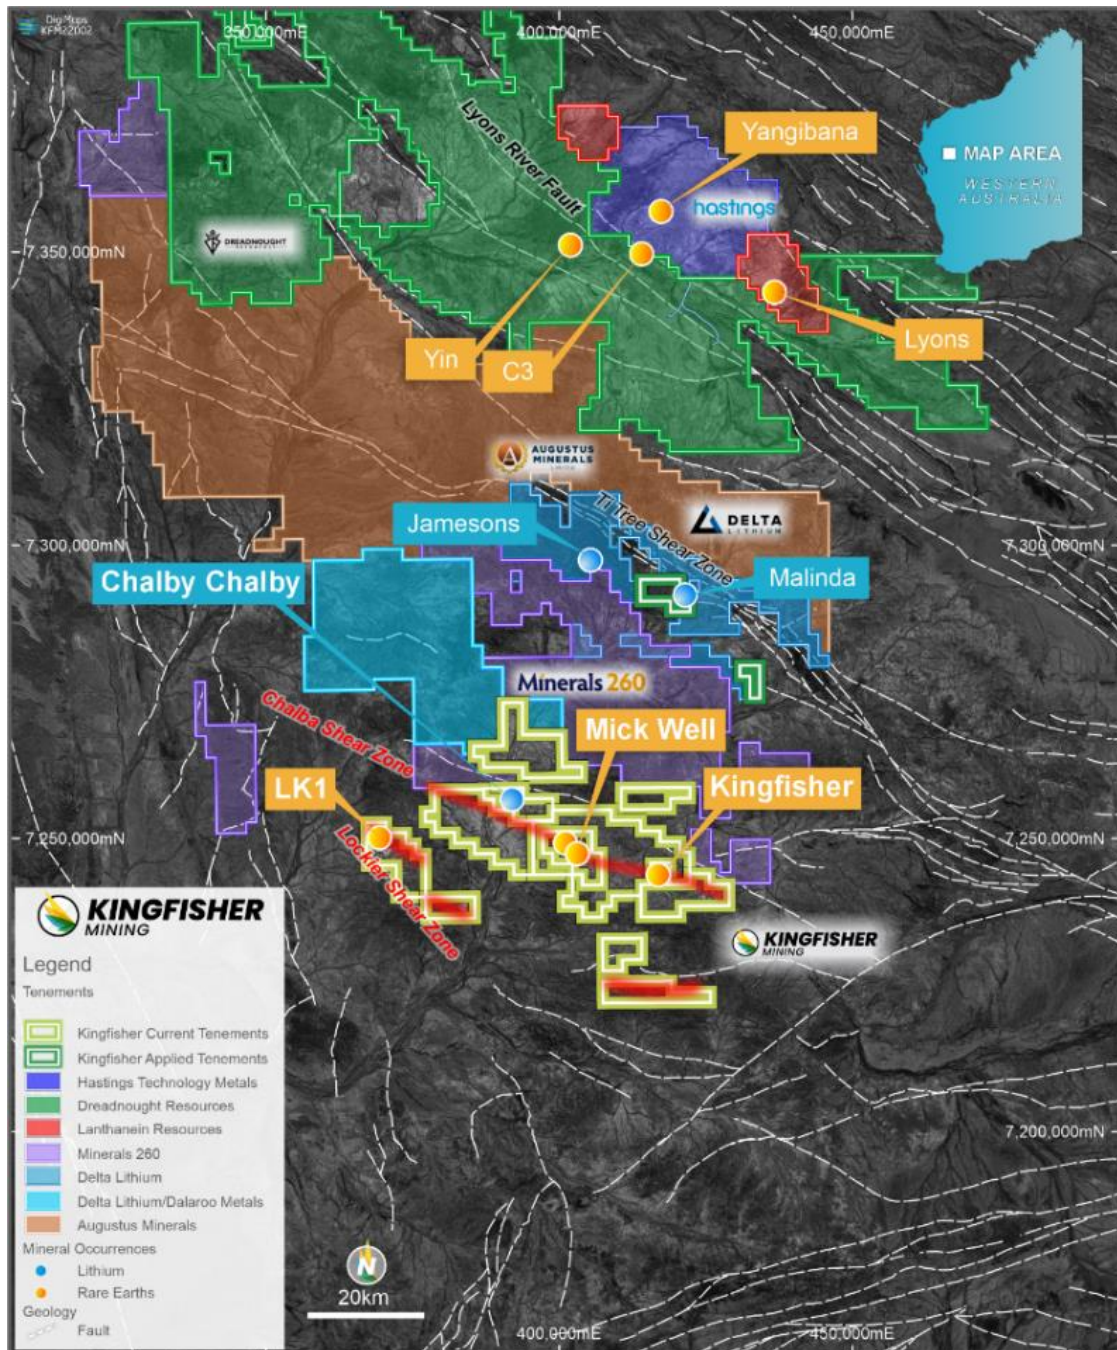 DigMaps
KFM22002
350,000mE
400,000mE
450,000mE
Lyons River Fault
Yangibana
MAP AREA
WESTERN
AUSTRALIA
hastings
DREADNOUGHT
7,350,000mN
7,350,000mN
Yin
C3
Lyons
AUGUSTUS
MINERALS
Ti Tree Shear Zone
DELTA
LITHIUM
Jamesons
7,300,000mN
7,300,000mN
Chalby Chalby
Malinda
Minerals 260
Chalba Shear Zone
Mick Well
LK1
Kingfisher
7,250,000mN
7,250,000mN
Lockier Shear Zone
KINGFISHER
MINING
KINGFISHER
MINING
Legend
Tenements
Kingfisher Current Tenements
Kingfisher Applied Tenements
Hastings Technology Metals
Dreadnought Resources
Lanthanein Resources
Minerals 260
Delta Lithium
Delta Lithium/Dalaroo Metals
Augustus Minerals
Mineral Occurrences
Lithium
Rare Earths
Geology
Fault
7,200,000mN
N
20km
400,000mE
450,000mE